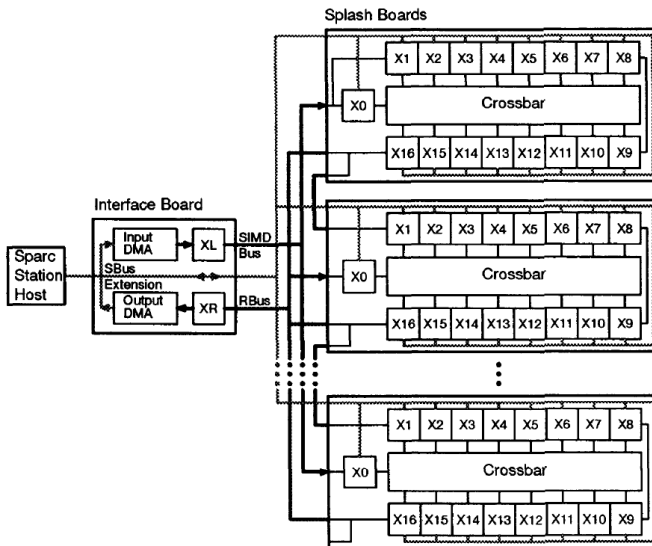 Splash Boards
X1 X2 X3 X4 X5 X6 X7 X8
X0
Crossbar
X16 X15 X14 X13 X12 X11 X10 X9
Interface Board
Input DMA
XL
SIMD Bus
Sparc Station Host
SBus Extension
Output DMA
XR
RBus
X1 X2 X3 X4 X5 X6 X7 X8
X0
Crossbar
X16 X15 X14 X13 X12 X11 X10 X9
X1 X2 X3 X4 X5 X6 X7 X8
X0
Crossbar
X16 X15 X14 X13 X12 X11 X10 X9